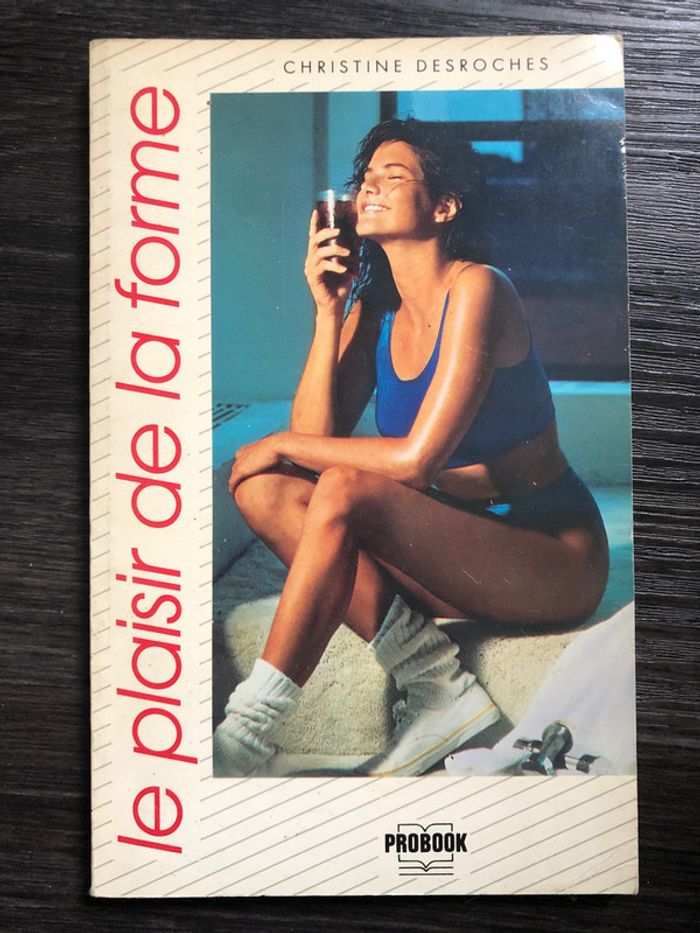 CHRISTINE DESROCHES
le plaisir de la forme
PROBOOK